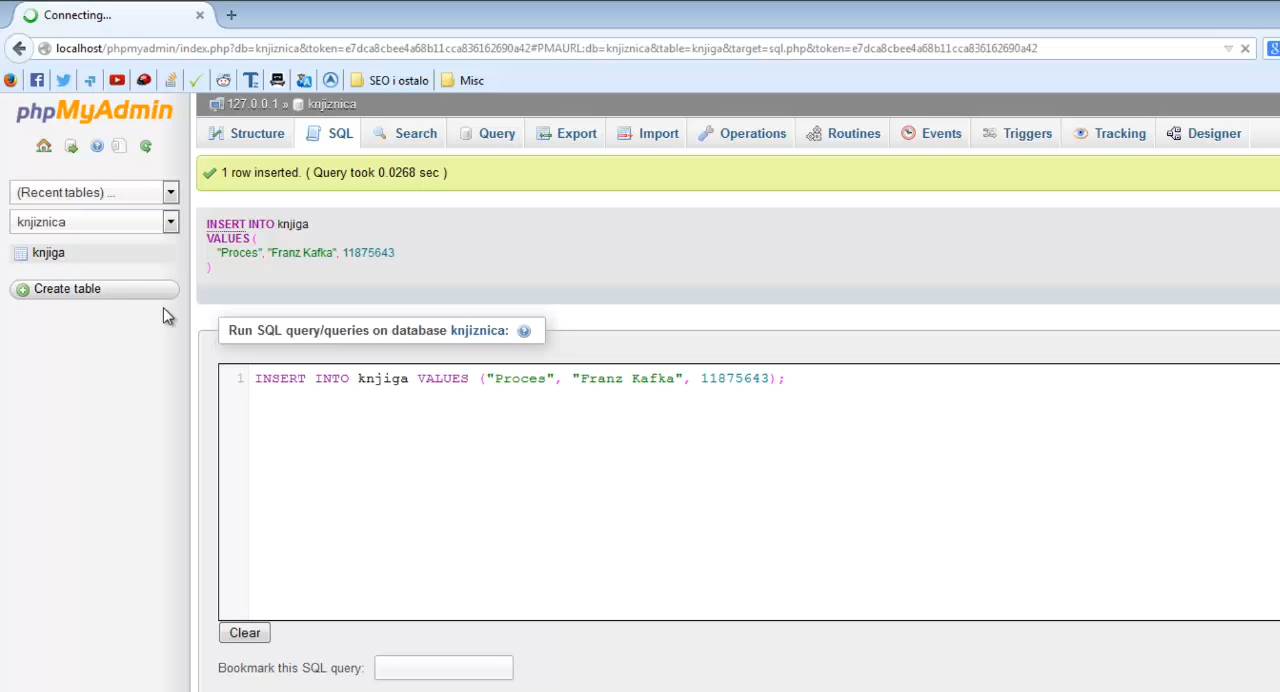 Connecting...
localhost/phpmyadmin/index.php?db=knjiznica&token=e7dca8cbee4a68b11cca836162690a42#PMAURL:db=knjiznica&table=knjiga&target=sql.php&token=e7dca8cbee4a68b11cca836162690a42
SEO i ostalo Misc
phpMyAdmin
127.0.0.1 » knjiznica
Structure SQL Search Query Export Import Operations Routines Events Triggers Tracking Designer
1 row inserted. ( Query took 0.0268 sec )
(Recent tables) ...
knjiznica
knjiga
Create table
INSERT INTO knjiga
VALUES (
"Proces", "Franz Kafka", 11875643
)
Run SQL query/queries on database knjiznica:
1 INSERT INTO knjiga VALUES ("Proces", "Franz Kafka", 11875643);
Clear
Bookmark this SQL query: